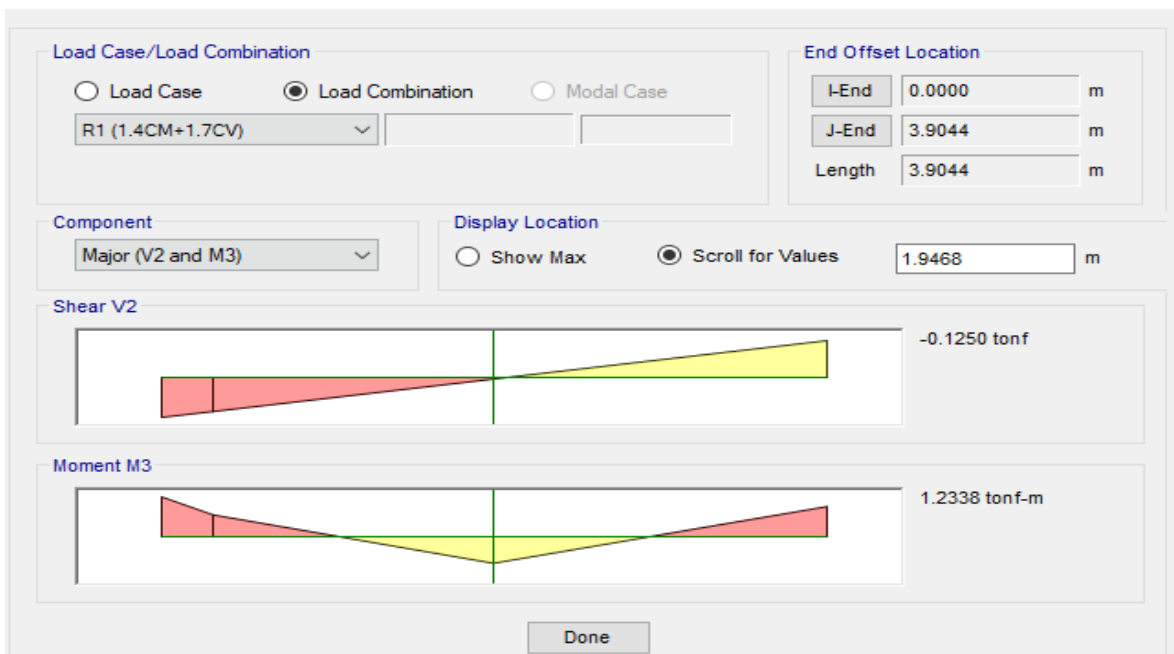 Load Case/Load Combination
Load Case Load Combination Modal Case
R1 (1.4CM+1.7CV)
End Offset Location
I-End 0.0000 m
J-End 3.9044 m
Length 3.9044 m
Component
Major (V2 and M3)
Display Location
Show Max Scroll for Values 1.9468 m
Shear V2
-0.1250 tonf
Moment M3
1.2338 tonf-m
Done